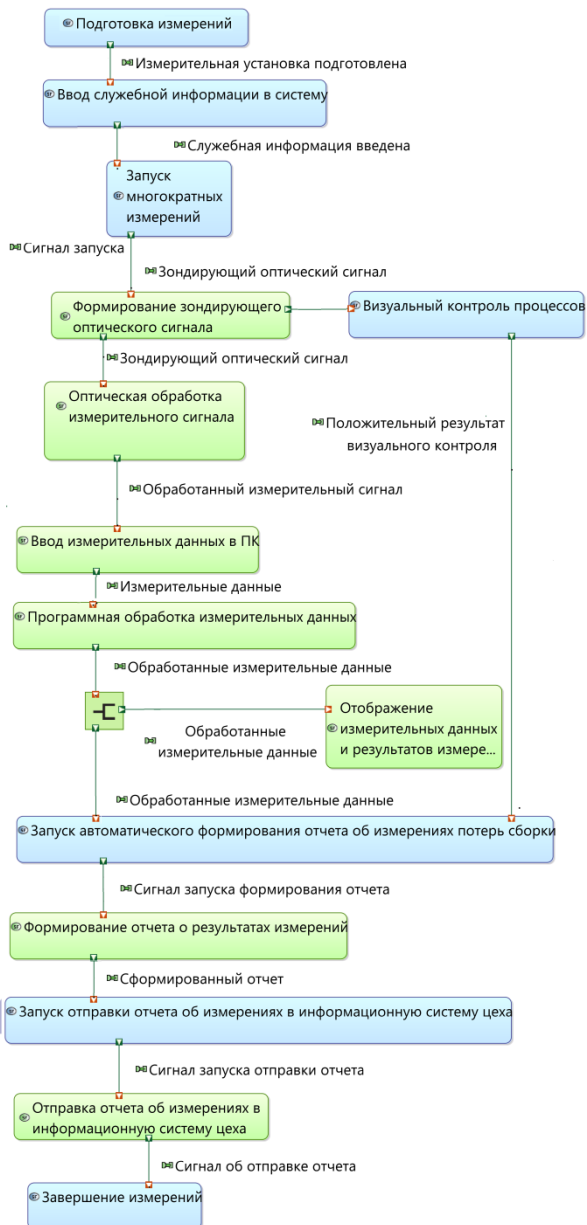 Подготовка измерений
Измерительная установка подготовлена
Ввод служебной информации в систему
Служебная информация введена
Запуск
многократных
измерений
Сигнал запуска
Зондирующий оптический сигнал
Формирование зондирующего
оптического сигнала
Визуальный контроль процессов
Зондирующий оптический сигнал
Оптическая обработка
измерительного сигнала
Положительный результат
визуального контроля
Обработанный измерительный сигнал
Ввод измерительных данных в ПК
Измерительные данные
Программная обработка измерительных данных
Обработанные измерительные данные
Отображение
измерительных данных
и результатов измере...
Обработанные
измерительные данные
Обработанные измерительные данные
Запуск автоматического формирования отчета об измерениях потерь сборки
Сигнал запуска формирования отчета
Формирование отчета о результатах измерений
Сформированный отчет
Запуск отправки отчета об измерениях в информационную систему цеха
Сигнал запуска отправки отчета
Отправка отчета об измерениях в
информационную систему цеха
Сигнал об отправке отчета
Завершение измерений